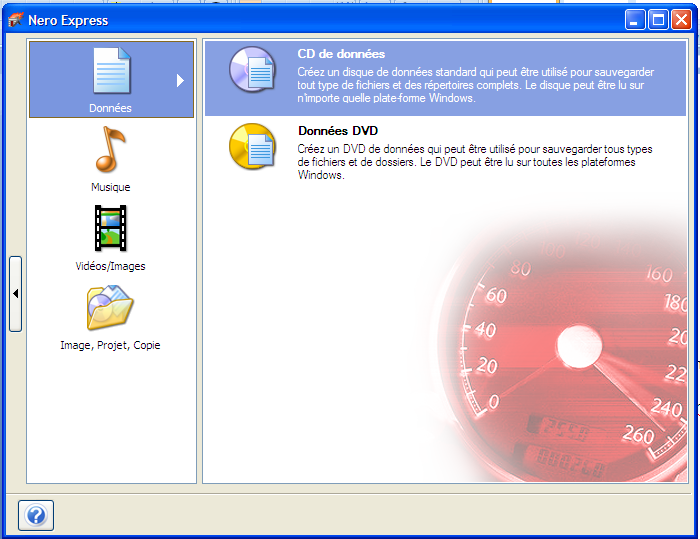 Nero Express
Données
Musique
Vidéos/Images
Image, Projet, Copie
CD de données
Créez un disque de données standard qui peut être utilisé pour sauvegarder
tout type de fichiers et des répertoires complets. Le disque peut être lu sur
n'importe quelle plate-forme Windows.
Données DVD
Créez un DVD de données qui peut être utilisé pour sauvegarder tous types
de fichiers et de dossiers. Le DVD peut être lu sur toutes les plateformes
Windows.
80
60
40
20
0
160
180
20
22
240
260